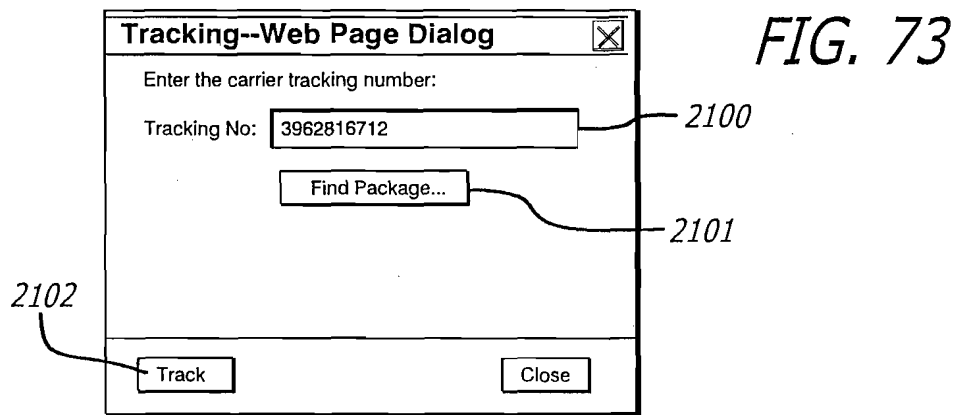 Tracking--Web Page Dialog
FIG. 73
Enter the carrier tracking number:
Tracking No: 3962816712
2100
Find Package...
2101
2102
Track
Close